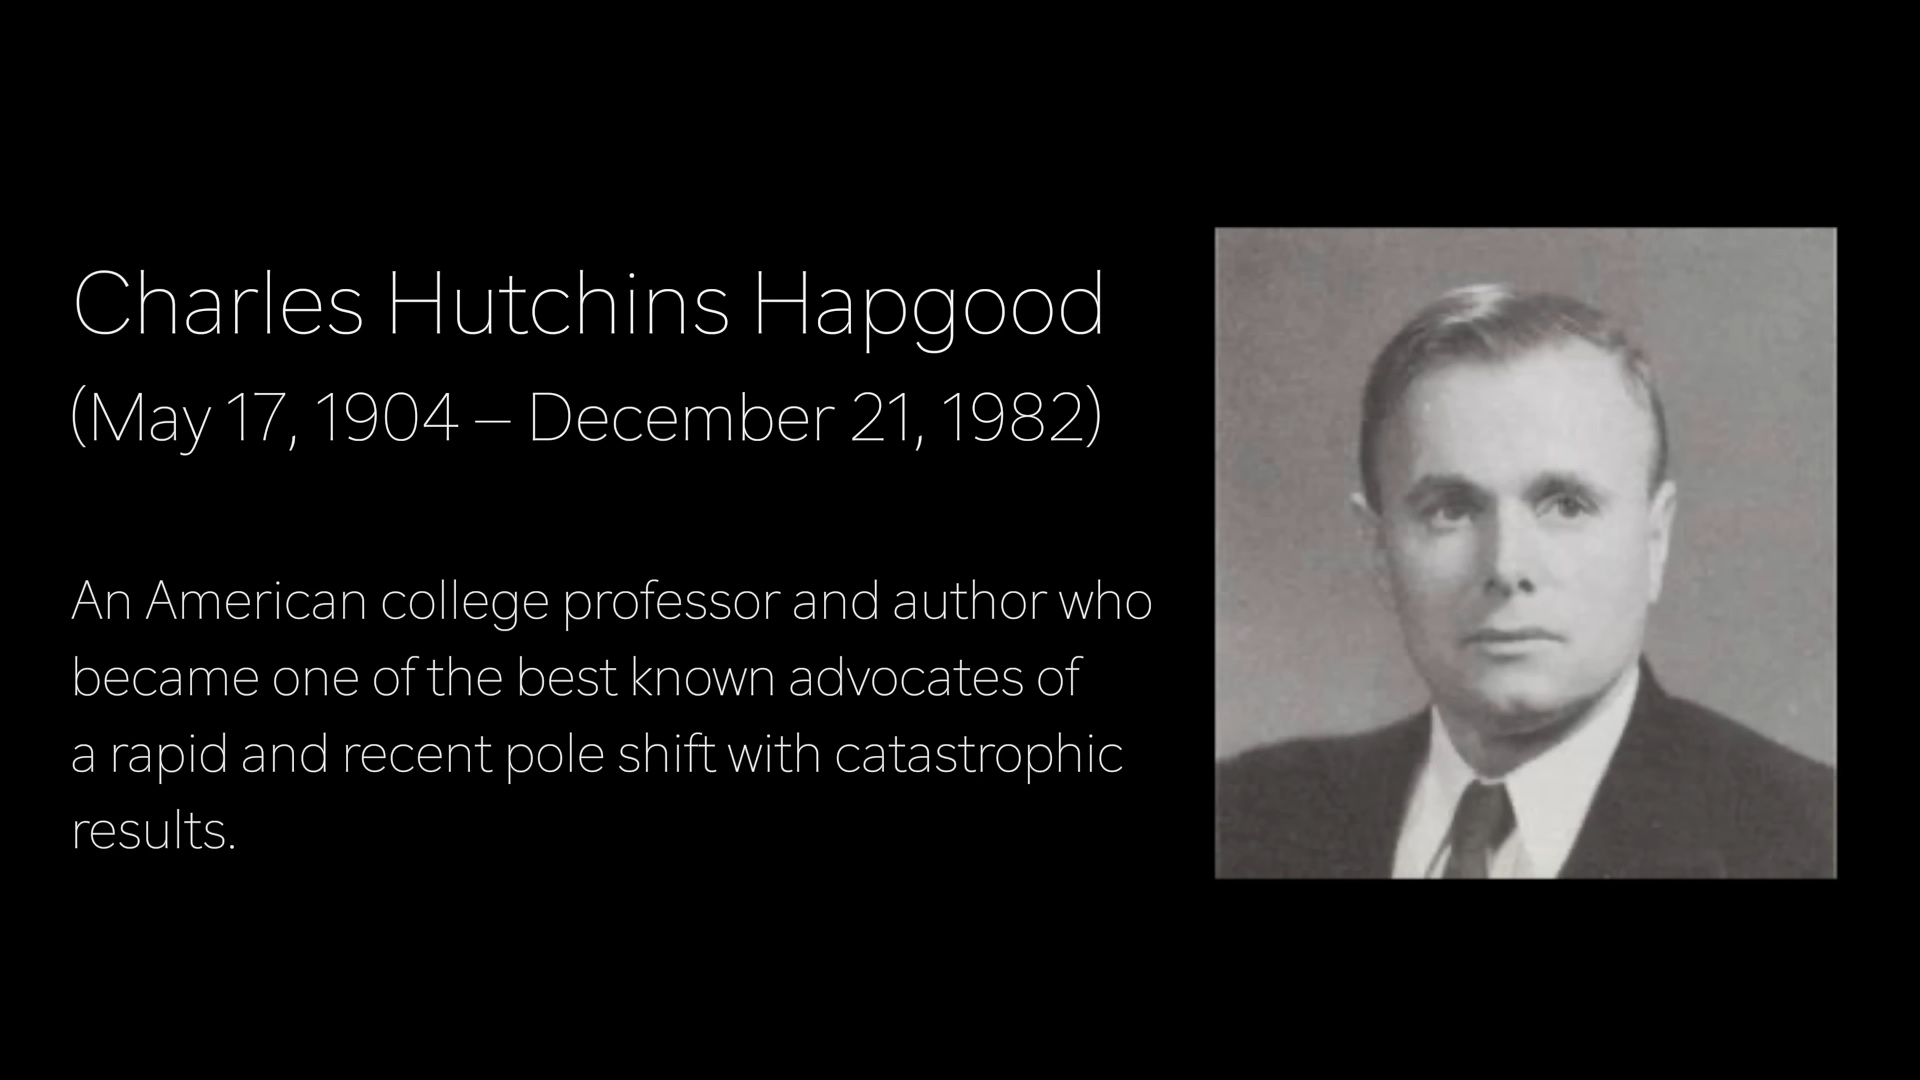 Charles Hutchins Hapgood
(May 17, 1904 – December 21, 1982)
An American college professor and author who
became one of the best known advocates of
a rapid and recent pole shift with catastrophic
results.